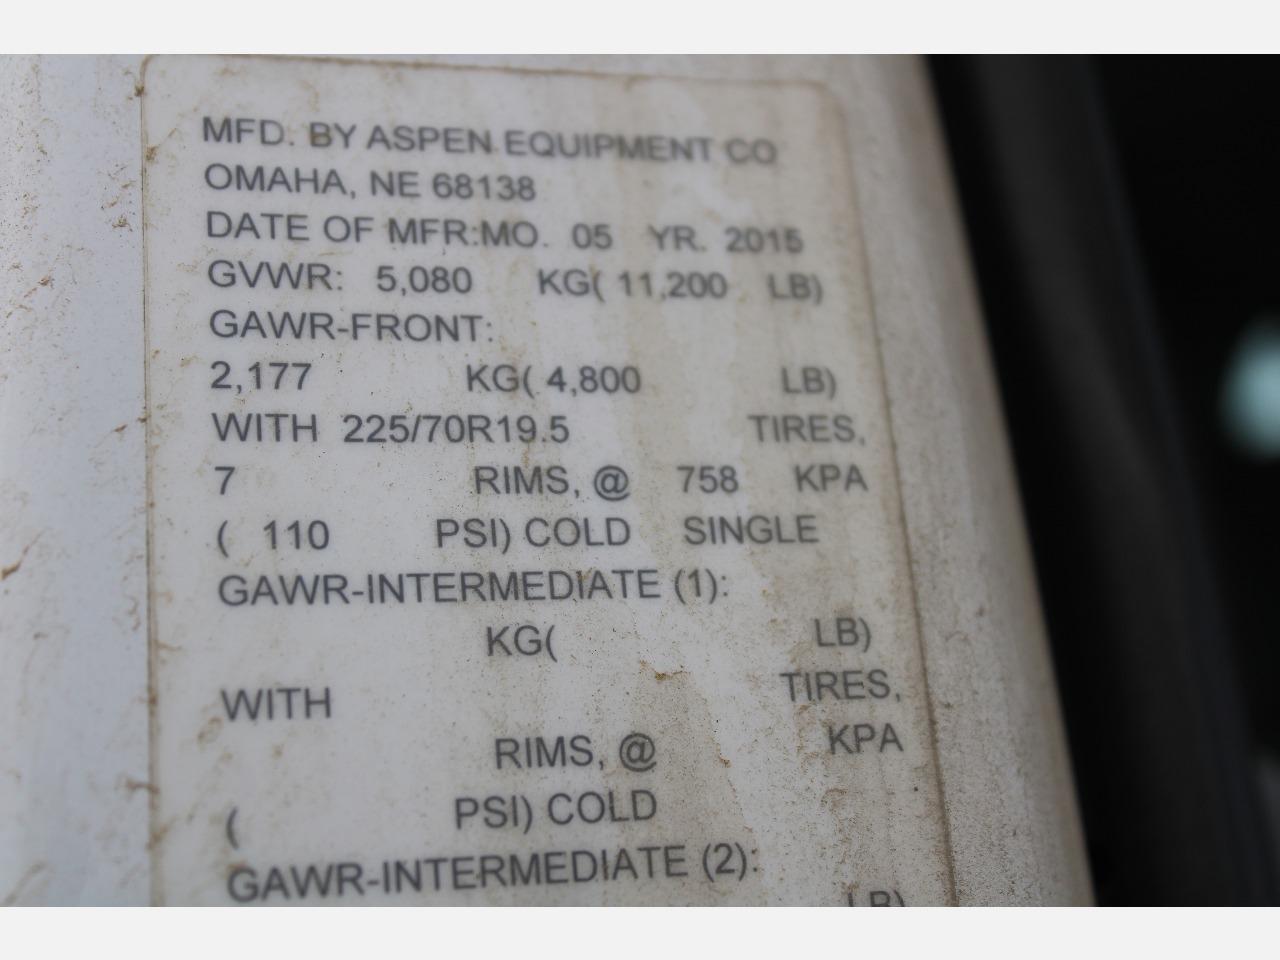 MFD. BY ASPEN EQUIPMENT CO
OMAHA, NE 68138
DATE OF MFR:MO. 05 YR. 2015
GVWR: 5,080 KG( 11,200 LB)
GAWR-FRONT:
2,177 KG( 4,800 LB)
WITH 225/70R19.5 TIRES,
7 RIMS, @ 758 KPA
( 110 PSI) COLD SINGLE
GAWR-INTERMEDIATE (1):
KG( LB)
WITH TIRES,
RIMS, @ KPA
( PSI) COLD
GAWR-INTERMEDIATE (2):
LB)